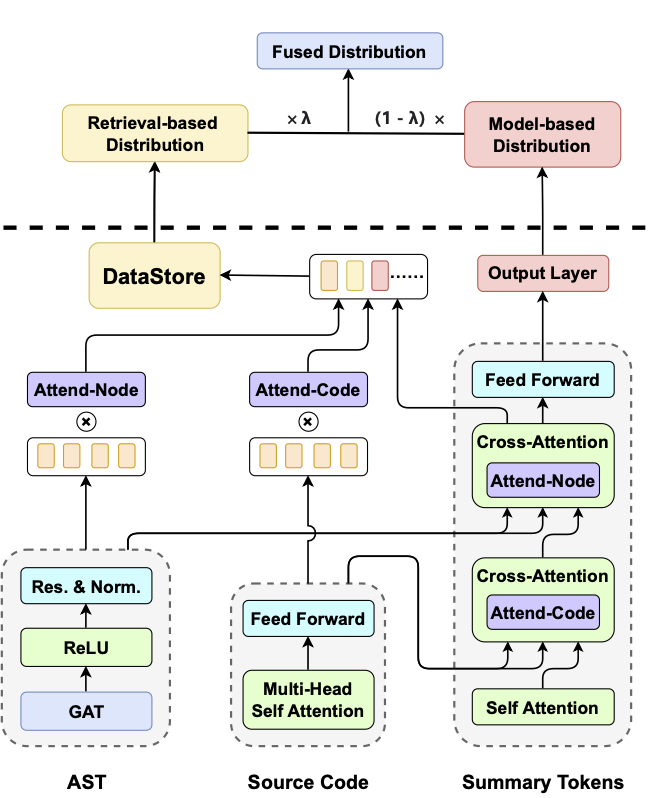 Fused Distribution
Retrieval-based
Distribution
× λ
(1 - λ) ×
Model-based
Distribution
DataStore
......
Output Layer
Attend-Node
Attend-Code
Feed Forward
Cross-Attention
Attend-Node
Res. & Norm.
ReLU
GAT
Feed Forward
Multi-Head
Self Attention
Cross-Attention
Attend-Code
Self Attention
AST
Source Code
Summary Tokens